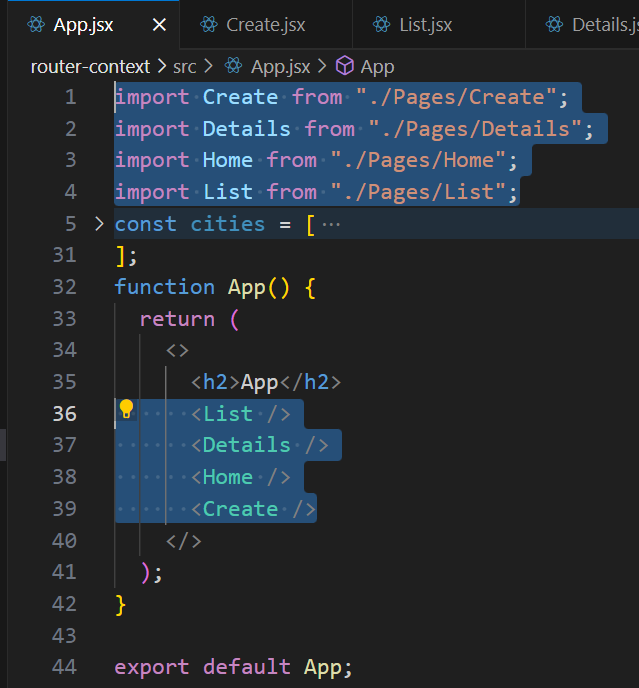 App.jsx Create.jsx List.jsx Details.js
router-context > src > App.jsx > App
1 import Create from "./Pages/Create";
2 import Details from "./Pages/Details";
3 import Home from "./Pages/Home";
4 import List from "./Pages/List";
5 const cities = [ ⋯
31 ];
32 function App() {
33   return (
34     <>
35       <h2>App</h2>
36       <List />
37       <Details />
38       <Home />
39       <Create />
40     </>
41   );
42 }
43
44 export default App;